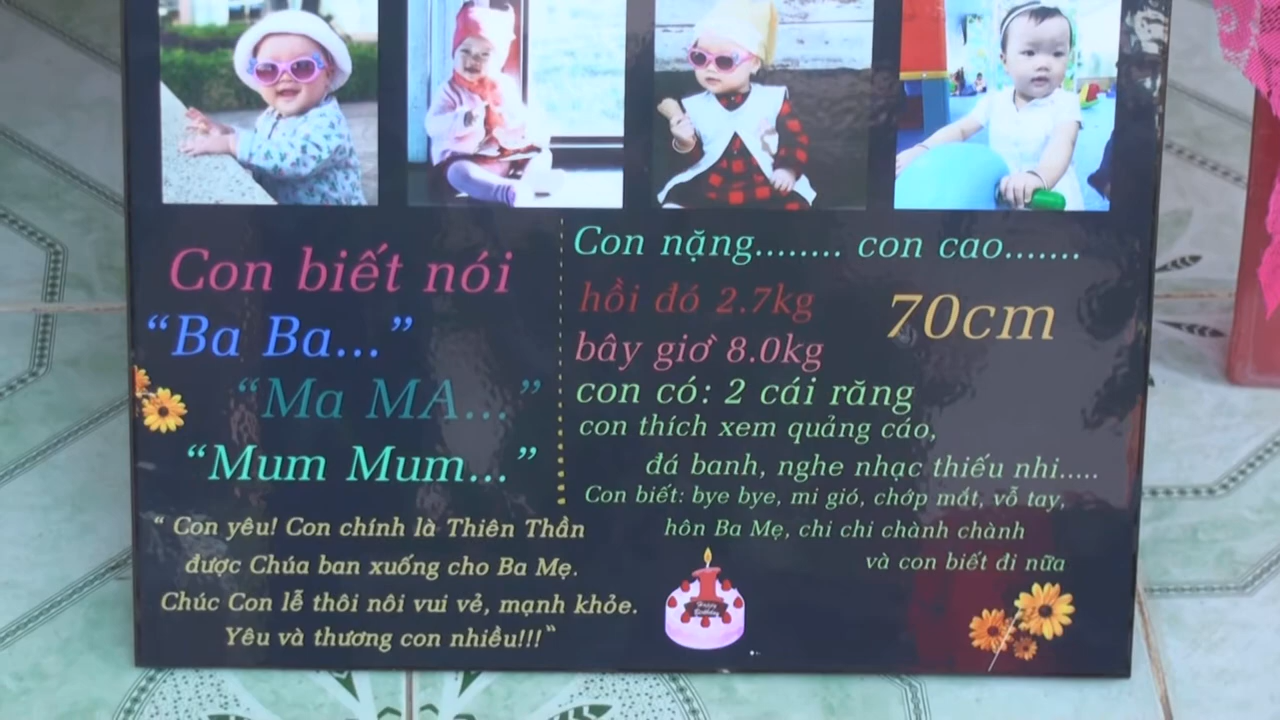 Con biết nói
“Ba Ba...”
“Ma MA...”
“Mum Mum...”
Con nặng........ con cao.......
hồi đó 2.7kg
70cm
bây giờ 8.0kg
con có: 2 cái răng
con thích xem quảng cáo,
đá banh, nghe nhạc thiếu nhi.....
Con biết: bye bye, mi gió, chớp mắt, vỗ tay,
hôn Ba Mẹ, chi chi chành chành
và con biết đi nữa
“ Con yêu! Con chính là Thiên Thần
được Chúa ban xuống cho Ba Mẹ.
Chúc Con lễ thôi nôi vui vẻ, mạnh khỏe.
Yêu và thương con nhiều!!!”
1
Happy
Birthday